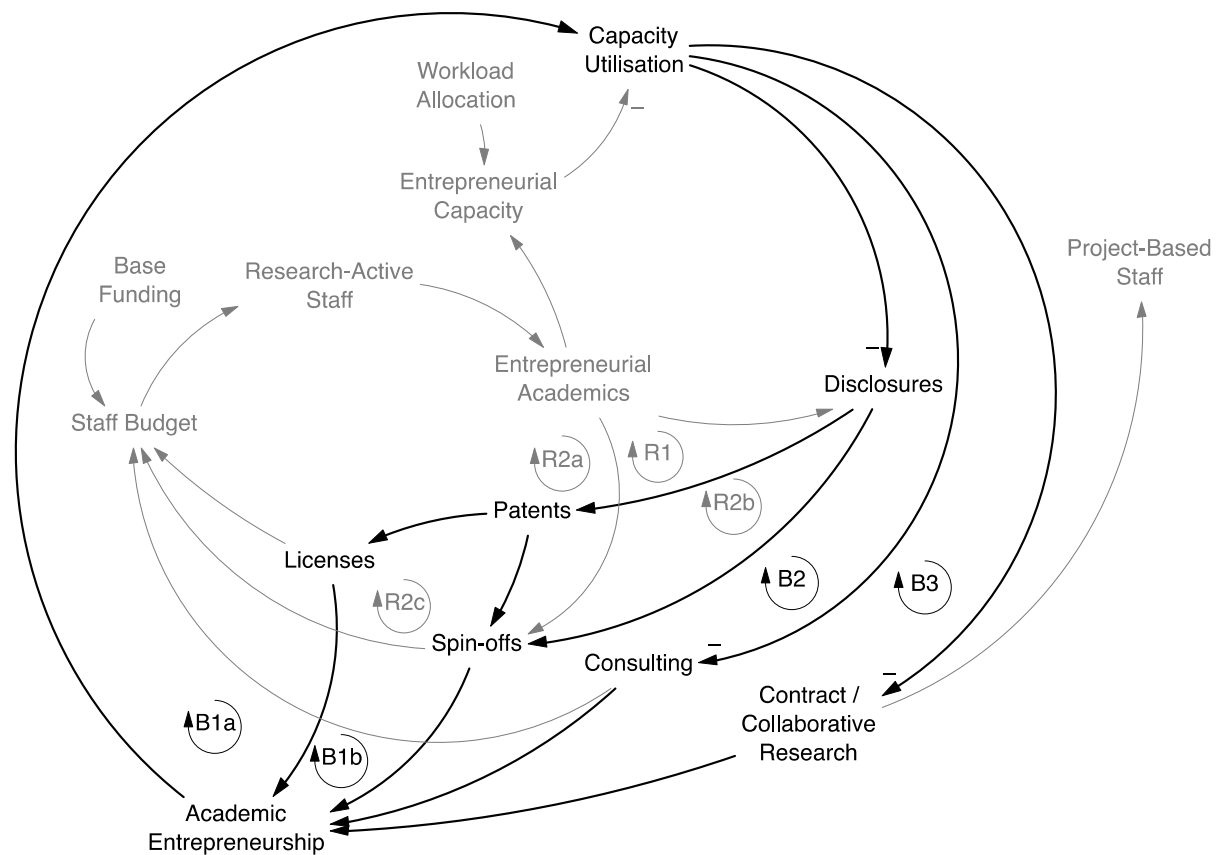 Capacity
Utilisation
Workload
Allocation
–
Entrepreneurial
Capacity
Project-Based
Staff
Base
Funding
Research-Active
Staff
Entrepreneurial
Academics
–
Disclosures
Staff Budget
R2a
R1
R2b
Patents
Licenses
R2c
B2
B3
Spin-offs
Consulting
–
–
Contract /
Collaborative
Research
B1a
B1b
Academic
Entrepreneurship